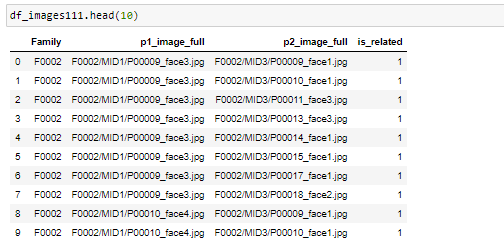 df_images111.head(10)
Family p1_image_full p2_image_full is_related
0 F0002 F0002/MID1/P00009_face3.jpg F0002/MID3/P00009_face1.jpg 1
1 F0002 F0002/MID1/P00009_face3.jpg F0002/MID3/P00010_face1.jpg 1
2 F0002 F0002/MID1/P00009_face3.jpg F0002/MID3/P00011_face3.jpg 1
3 F0002 F0002/MID1/P00009_face3.jpg F0002/MID3/P00013_face3.jpg 1
4 F0002 F0002/MID1/P00009_face3.jpg F0002/MID3/P00014_face1.jpg 1
5 F0002 F0002/MID1/P00009_face3.jpg F0002/MID3/P00015_face1.jpg 1
6 F0002 F0002/MID1/P00009_face3.jpg F0002/MID3/P00017_face1.jpg 1
7 F0002 F0002/MID1/P00009_face3.jpg F0002/MID3/P00018_face2.jpg 1
8 F0002 F0002/MID1/P00010_face4.jpg F0002/MID3/P00009_face1.jpg 1
9 F0002 F0002/MID1/P00010_face4.jpg F0002/MID3/P00010_face1.jpg 1